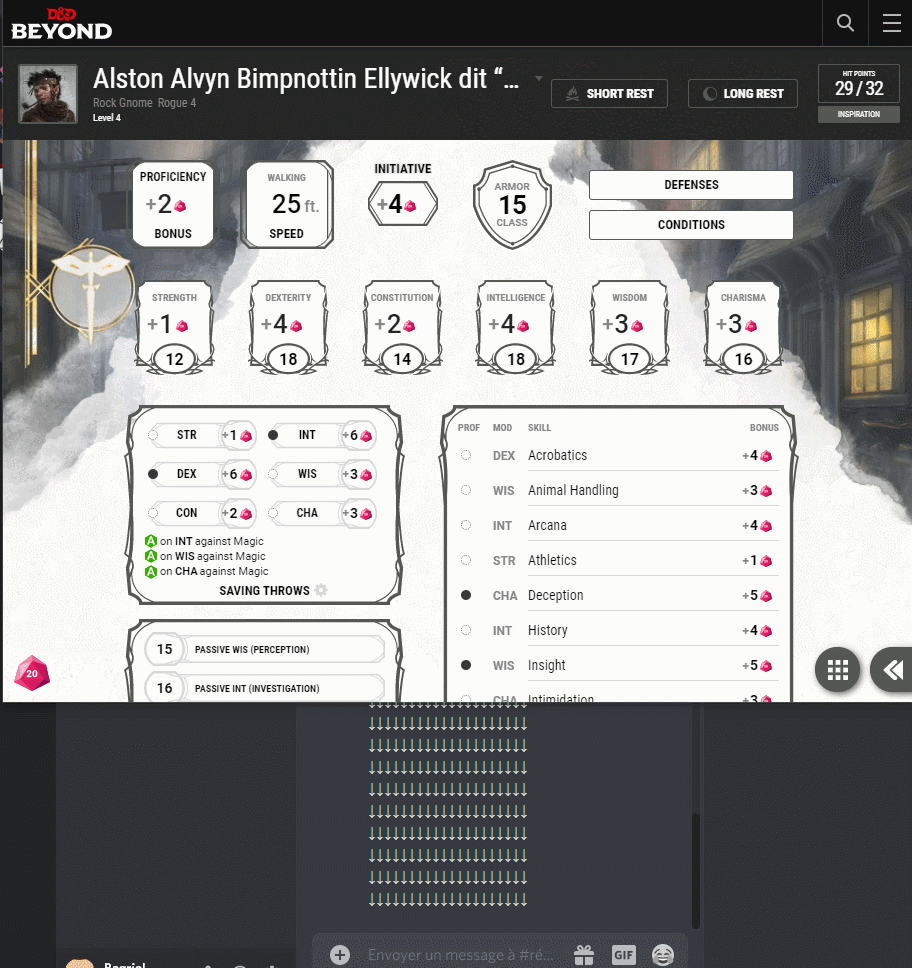 D&D
BEYOND
Alston Alvyn Bimpnottin Ellywick dit “...
Rock Gnome Rogue 4
Level 4
SHORT REST
LONG REST
HIT POINTS
29 / 32
INSPIRATION
PROFICIENCY
+2
BONUS
WALKING
25 ft.
SPEED
INITIATIVE
+4
ARMOR
15
CLASS
DEFENSES
CONDITIONS
STRENGTH
+1
12
DEXTERITY
+4
18
CONSTITUTION
+2
14
INTELLIGENCE
+4
18
WISDOM
+3
17
CHARISMA
+3
16
STR +1 INT +6
DEX +6 WIS +3
CON +2 CHA +3
A on INT against Magic
A on WIS against Magic
A on CHA against Magic
SAVING THROWS
15 PASSIVE WIS (PERCEPTION)
16 PASSIVE INT (INVESTIGATION)
PROF MOD SKILL BONUS
DEX Acrobatics +4
WIS Animal Handling +3
INT Arcana +4
STR Athletics +1
CHA Deception +5
INT History +4
WIS Insight +5
CHA Intimidation +3
20
↓↓↓↓↓↓↓↓↓↓↓↓↓↓↓↓↓↓↓↓
↓↓↓↓↓↓↓↓↓↓↓↓↓↓↓↓↓↓↓↓
↓↓↓↓↓↓↓↓↓↓↓↓↓↓↓↓↓↓↓↓
↓↓↓↓↓↓↓↓↓↓↓↓↓↓↓↓↓↓↓↓
↓↓↓↓↓↓↓↓↓↓↓↓↓↓↓↓↓↓↓↓
↓↓↓↓↓↓↓↓↓↓↓↓↓↓↓↓↓↓↓↓
↓↓↓↓↓↓↓↓↓↓↓↓↓↓↓↓↓↓↓↓
↓↓↓↓↓↓↓↓↓↓↓↓↓↓↓↓↓↓↓↓
↓↓↓↓↓↓↓↓↓↓↓↓↓↓↓↓↓↓↓↓
Envoyer un message à #ré...
GIF